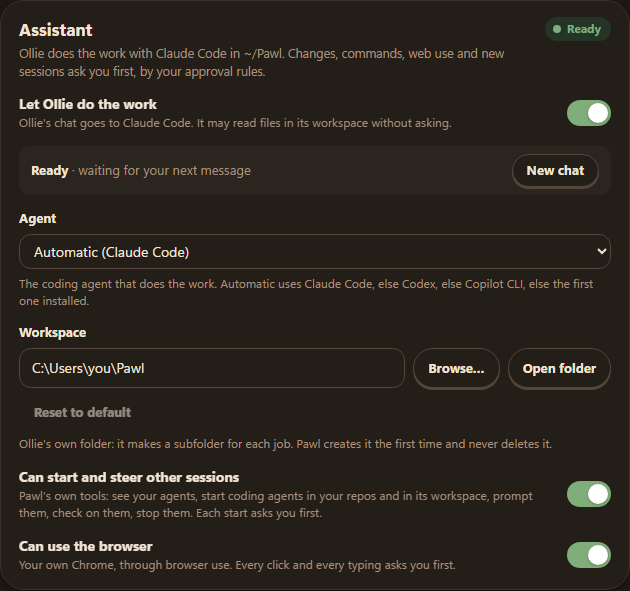 Assistant
Ready
Ollie does the work with Claude Code in ~/Pawl. Changes, commands, web use and new
sessions ask you first, by your approval rules.
Let Ollie do the work
Ollie's chat goes to Claude Code. It may read files in its workspace without asking.
Ready · waiting for your next message
New chat
Agent
Automatic (Claude Code)
The coding agent that does the work. Automatic uses Claude Code, else Codex, else Copilot CLI, else the first
one installed.
Workspace
C:\Users\you\Pawl
Browse...
Open folder
Reset to default
Ollie's own folder: it makes a subfolder for each job. Pawl creates it the first time and never deletes it.
Can start and steer other sessions
Pawl's own tools: see your agents, start coding agents in your repos and in its workspace, prompt
them, check on them, stop them. Each start asks you first.
Can use the browser
Your own Chrome, through browser use. Every click and every typing asks you first.